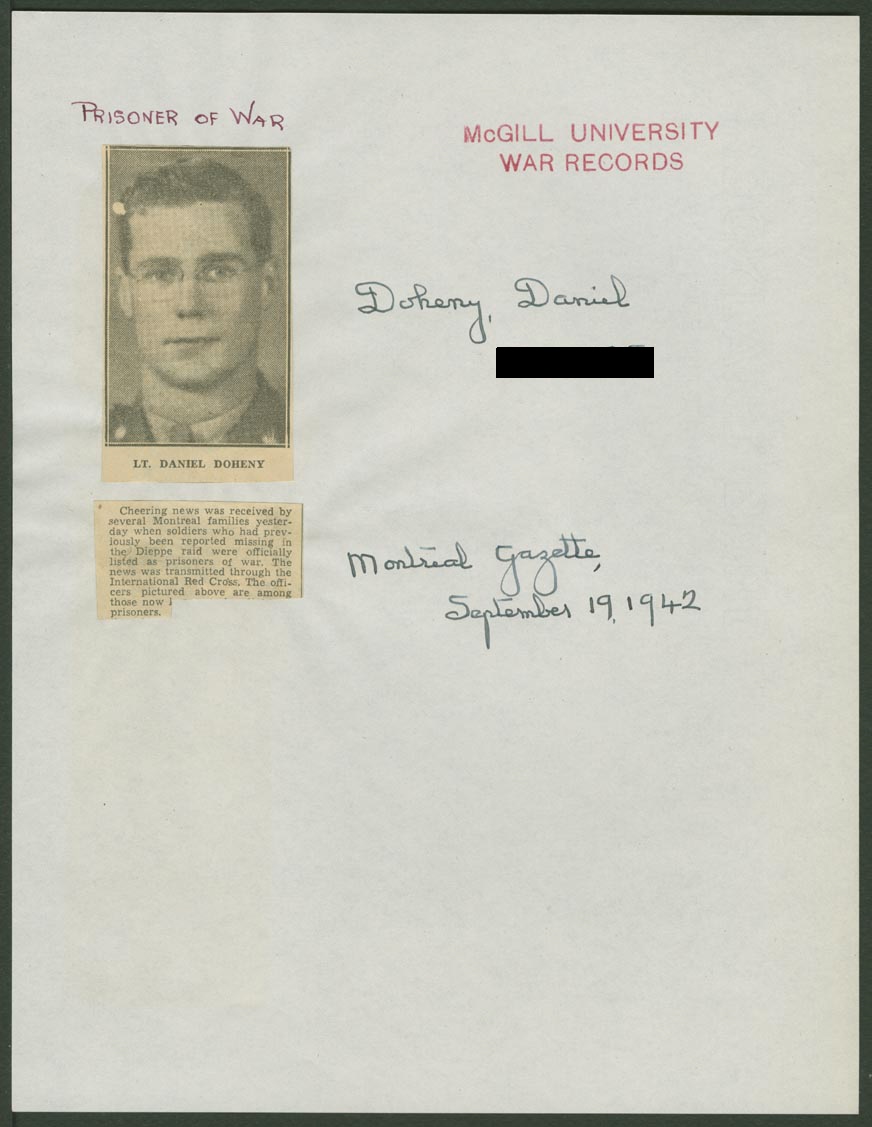 PRISONER OF WAR
McGILL UNIVERSITY
WAR RECORDS
Doheny, Daniel
LT. DANIEL DOHENY
Cheering news was received by
several Montreal families yester-
day when soldiers who had prev-
iously been reported missing in
the Dieppe raid were officially
listed as prisoners of war. The
news was transmitted through the
International Red Cross. The offi-
cers pictured above are among
those now
prisoners.
Montreal Gazette,
September 19, 1942